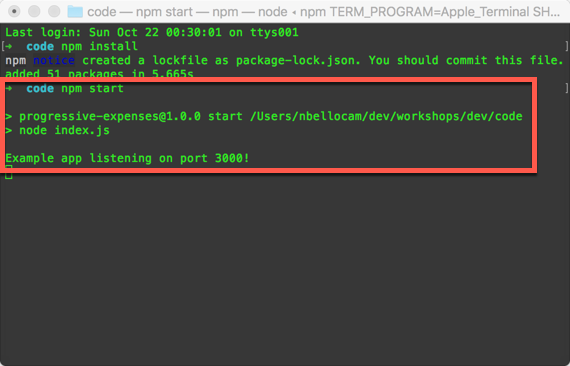 code — npm start — npm — node ◂ npm TERM_PROGRAM=Apple_Terminal SH...
Last login: Sun Oct 22 00:30:01 on ttys001
[➜  code npm install ]
npm notice created a lockfile as package-lock.json. You should commit this file.
added 51 packages in 5.665s
➜  code npm start ]
> progressive-expenses@1.0.0 start /Users/nbellocam/dev/workshops/dev/code
> node index.js
Example app listening on port 3000!